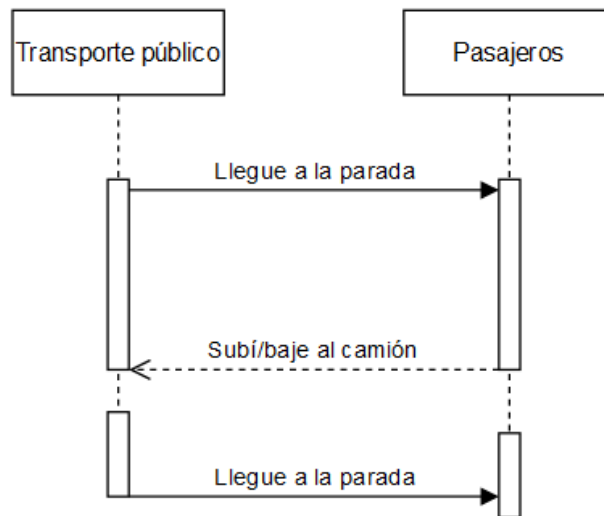 Transporte público
Pasajeros
Llegue a la parada
Subí/baje al camión
Llegue a la parada